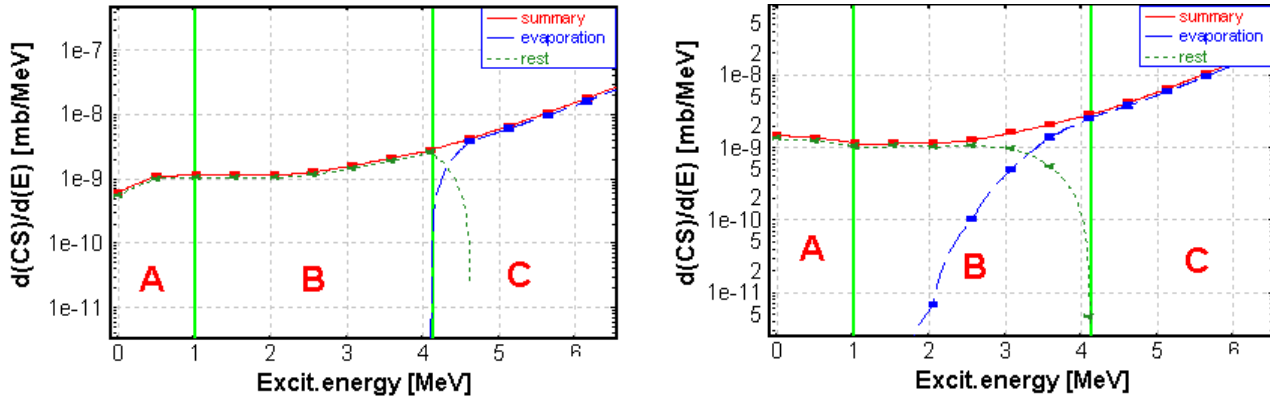 d(CS)/d(E) [mb/MeV]
1e-7
1e-8
1e-9
1e-10
1e-11
summary
evaporation
rest
A
B
C
0 1 2 3 4 5 6
Excit.energy [MeV]
d(CS)/d(E) [mb/MeV]
5
2
1e-8
5
2
1e-9
5
2
1e-10
5
2
1e-11
5
summary
evaporation
rest
A
B
C
0 1 2 3 4 5 6
Excit.energy [MeV]